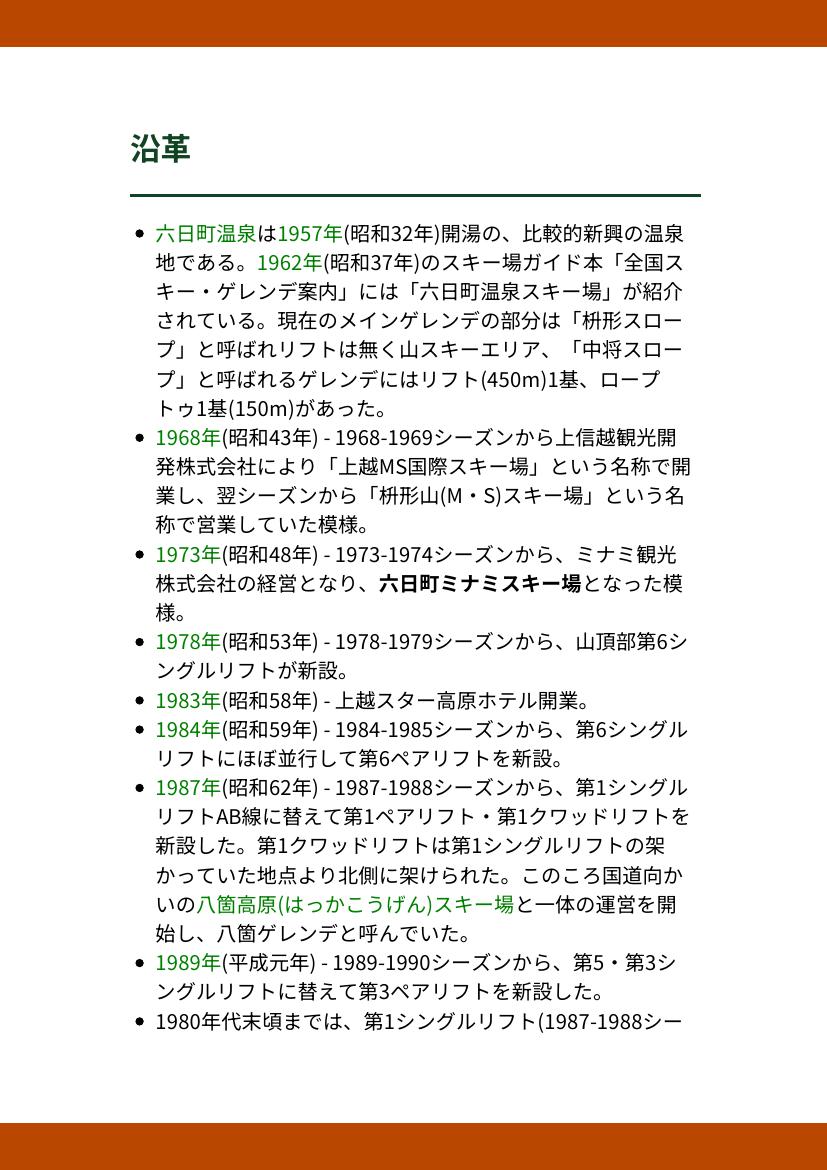 沿革
六日町温泉は1957年(昭和32年)開湯の、比較的新興の温泉
地である。1962年(昭和37年)のスキー場ガイド本「全国ス
キー・ゲレンデ案内」には「六日町温泉スキー場」が紹介
されている。現在のメインゲレンデの部分は「枡形スロー
プ」と呼ばれリフトは無く山スキーエリア、「中将スロー
プ」と呼ばれるゲレンデにはリフト(450m)1基、ロープ
トゥ1基(150m)があった。
1968年(昭和43年) - 1968-1969シーズンから上信越観光開
発株式会社により「上越MS国際スキー場」という名称で開
業し、翌シーズンから「枡形山(M・S)スキー場」という名
称で営業していた模様。
1973年(昭和48年) - 1973-1974シーズンから、ミナミ観光
株式会社の経営となり、六日町ミナミスキー場となった模
様。
1978年(昭和53年) - 1978-1979シーズンから、山頂部第6シ
ングルリフトが新設。
1983年(昭和58年) - 上越スター高原ホテル開業。
1984年(昭和59年) - 1984-1985シーズンから、第6シングル
リフトにほぼ並行して第6ペアリフトを新設。
1987年(昭和62年) - 1987-1988シーズンから、第1シングル
リフトAB線に替えて第1ペアリフト・第1クワッドリフトを
新設した。第1クワッドリフトは第1シングルリフトの架
かっていた地点より北側に架けられた。このころ国道向か
いの八箇高原(はっかこうげん)スキー場と一体の運営を開
始し、八箇ゲレンデと呼んでいた。
1989年(平成元年) - 1989-1990シーズンから、第5・第3シ
ングルリフトに替えて第3ペアリフトを新設した。
1980年代末頃までは、第1シングルリフト(1987-1988シー